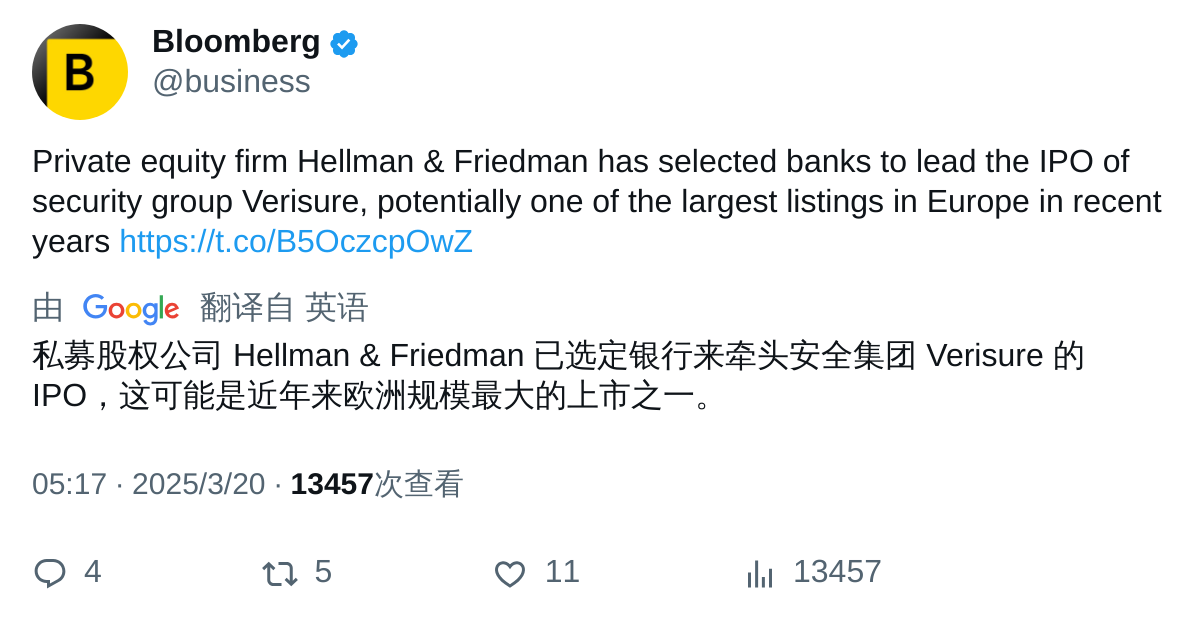 B
Bloomberg
@business
Private equity firm Hellman & Friedman has selected banks to lead the IPO of
security group Verisure, potentially one of the largest listings in Europe in recent
years https://t.co/B5OczcpOwZ
由 Google 翻译自 英语
私募股权公司 Hellman & Friedman 已选定银行来牵头安全集团 Verisure 的
IPO，这可能是近年来欧洲规模最大的上市之一。
05:17 · 2025/3/20 · 13457次查看
4 5 11 13457